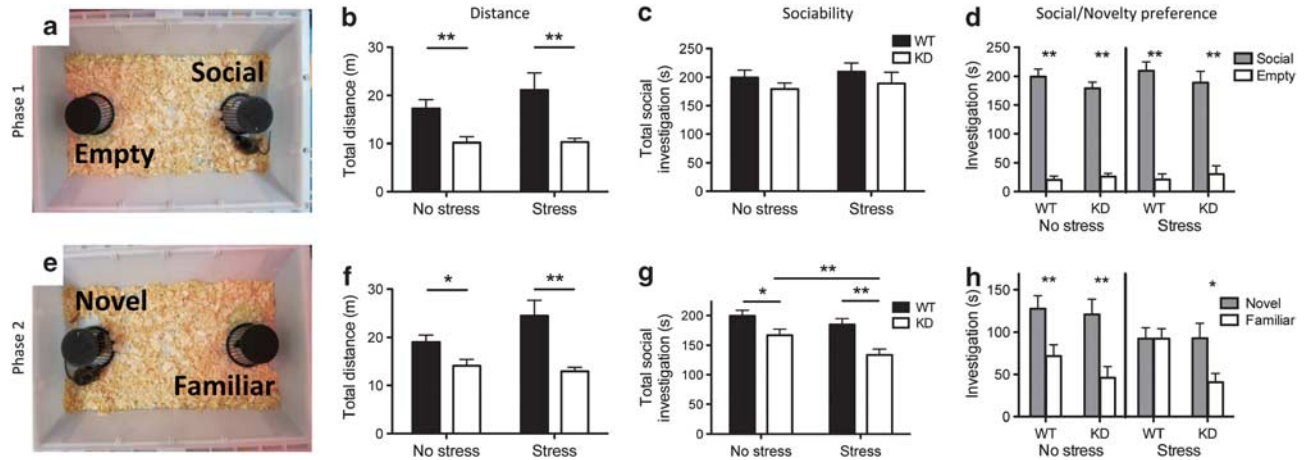 Distance
Sociability
Social/Novelty preference
Phase 1
a
Social
Empty
b
Total distance (m)
30
20
10
0
**
**
No stress
Stress
c
Total social
investigation (s)
250
200
150
100
50
0
WT
KD
No stress
Stress
d
Investigation (s)
250
200
150
100
50
0
**
**
**
**
Social
Empty
WT
KD
WT
KD
No stress
Stress
Phase 2
e
Novel
Familiar
f
Total distance (m)
30
20
10
0
*
**
No stress
Stress
g
Total social
investigation (s)
200
150
100
50
0
**
*
**
WT
KD
No stress
Stress
h
Investigation (s)
150
100
50
0
**
**
*
Novel
Familiar
WT
KD
WT
KD
No stress
Stress